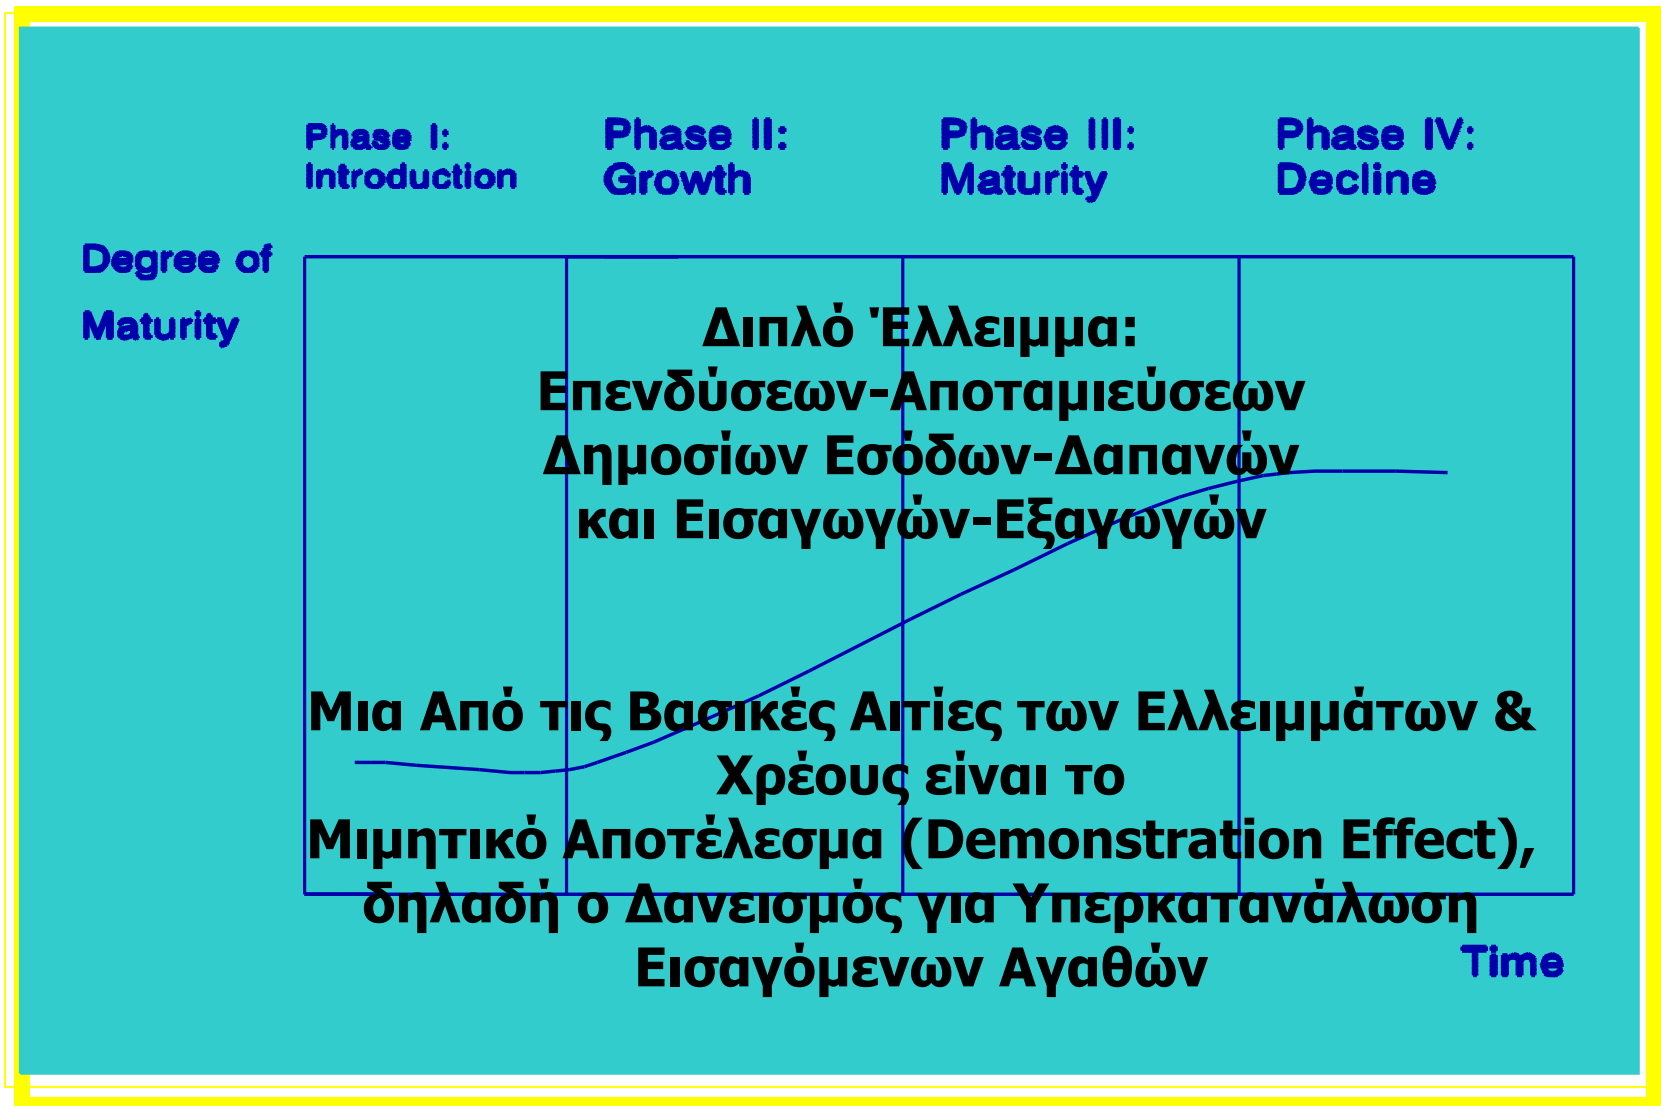 Phase I:
Introduction
Phase II:
Growth
Phase III:
Maturity
Phase IV:
Decline
Degree of
Maturity
Διπλό Έλλειμμα:
Επενδύσεων-Αποταμιεύσεων
Δημοσίων Εσόδων-Δαπανών
και Εισαγωγών-Εξαγωγών
Μια Από τις Βασικές Αιτίες των Ελλειμμάτων &
Χρέους είναι το
Μιμητικό Αποτέλεσμα (Demonstration Effect),
δηλαδή ο Δανεισμός για Υπερκατανάλωση
Εισαγόμενων Αγαθών
Time